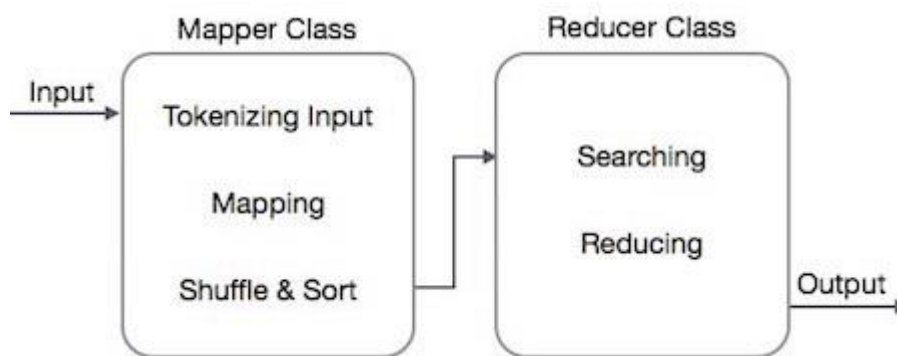 Mapper Class
Reducer Class
Input
Tokenizing Input
Mapping
Shuffle & Sort
Searching
Reducing
Output